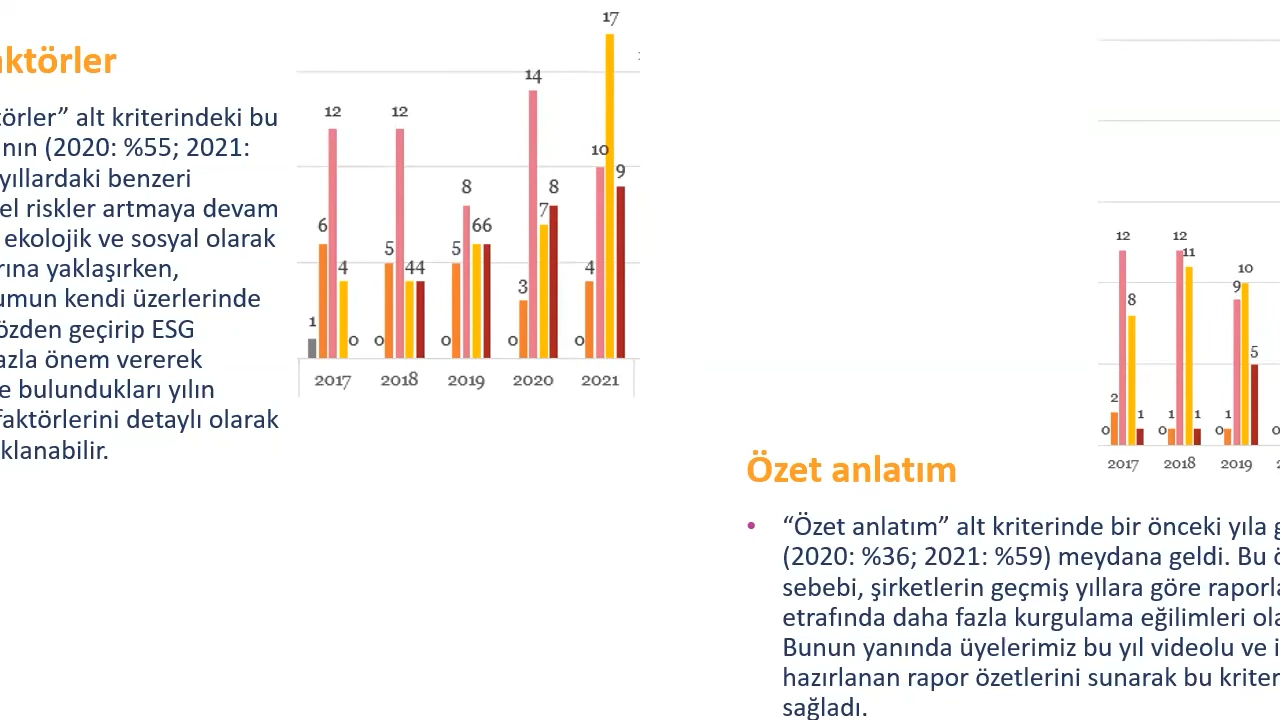 aktörler
törler” alt kriterindeki bu
nın (2020: %55; 2021:
yıllardaki benzeri
el riskler artmaya devam
ekolojik ve sosyal olarak
rına yaklaşırken,
umun kendi üzerlerinde
özden geçirip ESG
azla önem vererek
e bulundukları yılın
faktörlerini detaylı olarak
klanabilir.
17
14
12 12
10
9
8 8
7
6 5 5 66
4 44 3 4
1 0 0 0 0 0
2017 2018 2019 2020 2021
12 12
11
10
9
8
5
2
0 1 0 1 1 0 1 0
2017 2018 2019 2
Özet anlatım
• “Özet anlatım” alt kriterinde bir önceki yıla g
(2020: %36; 2021: %59) meydana geldi. Bu ö
sebebi, şirketlerin geçmiş yıllara göre raporla
etrafında daha fazla kurgulama eğilimleri ola
Bunun yanında üyelerimiz bu yıl videolu ve i
hazırlanan rapor özetlerini sunarak bu kriter
sağladı.